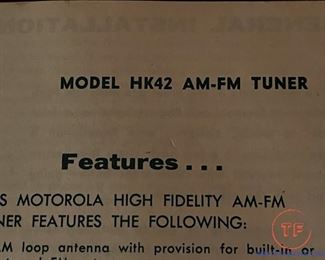 MODEL HK42 AM-FM TUNER
Features...
S MOTOROLA HIGH FIDELITY AM-FM
NER FEATURES THE FOLLOWING:
M loop antenna with provision for built-in or
TF